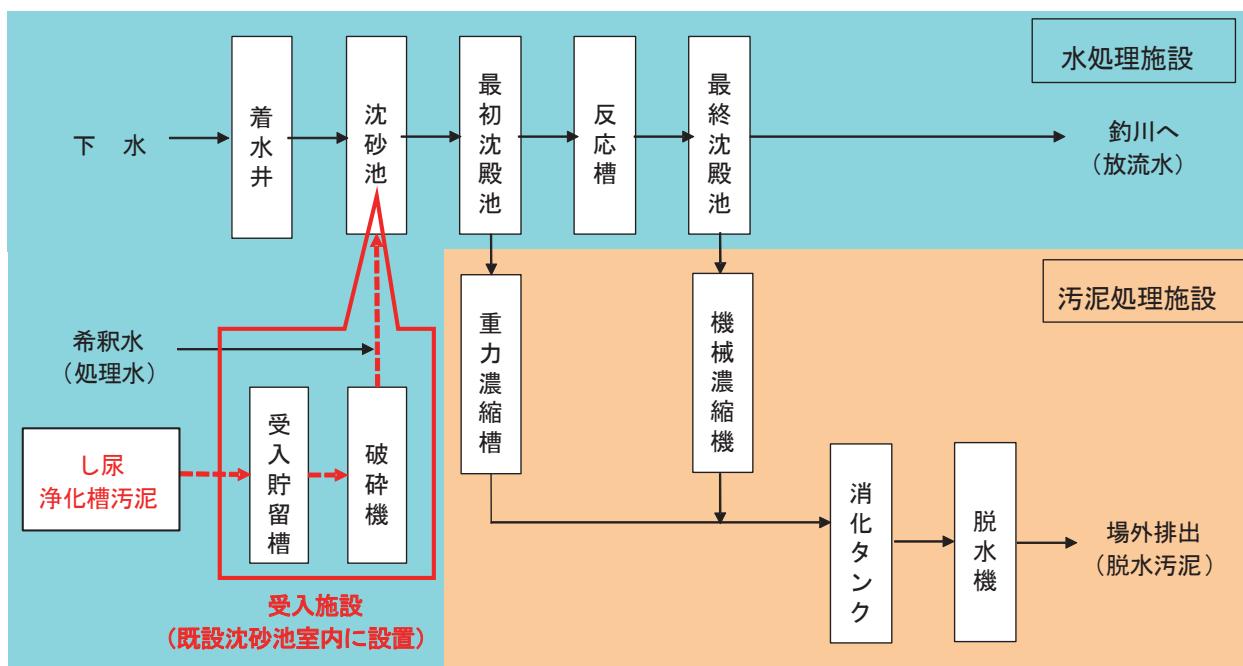 水処理施設
下　水
着水井
沈砂池
最初沈殿池
反応槽
最終沈殿池
釣川へ
（放流水）
汚泥処理施設
希釈水
（処理水）
し尿
浄化槽汚泥
受入貯留槽
破砕機
受入施設
（既設沈砂池室内に設置）
重力濃縮槽
機械濃縮機
消化タンク
脱水機
場外排出
（脱水汚泥）